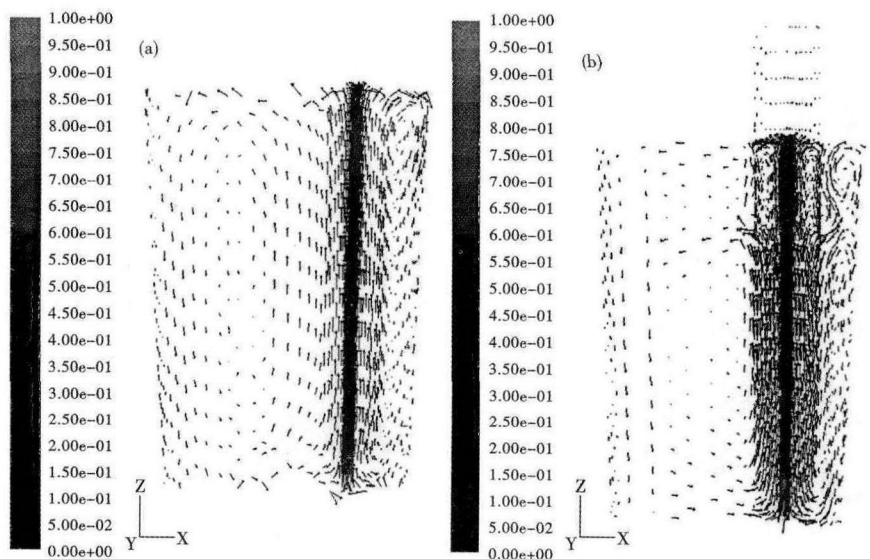 1.00e+00
9.50e-01
9.00e-01
8.50e-01
8.00e-01
7.50e-01
7.00e-01
6.50e-01
6.00e-01
5.50e-01
5.00e-01
4.50e-01
4.00e-01
3.50e-01
3.00e-01
2.50e-01
2.00e-01
1.50e-01
1.00e-01
5.00e-02
0.00e+00
(a)
Z
Y
X
1.00e+00
9.50e-01
9.00e-01
8.50e-01
8.00e-01
7.50e-01
7.00e-01
6.50e-01
6.00e-01
5.50e-01
5.00e-01
4.50e-01
4.00e-01
3.50e-01
3.00e-01
2.50e-01
2.00e-01
1.50e-01
1.00e-01
5.00e-02
0.00e+00
(b)
Z
Y
X